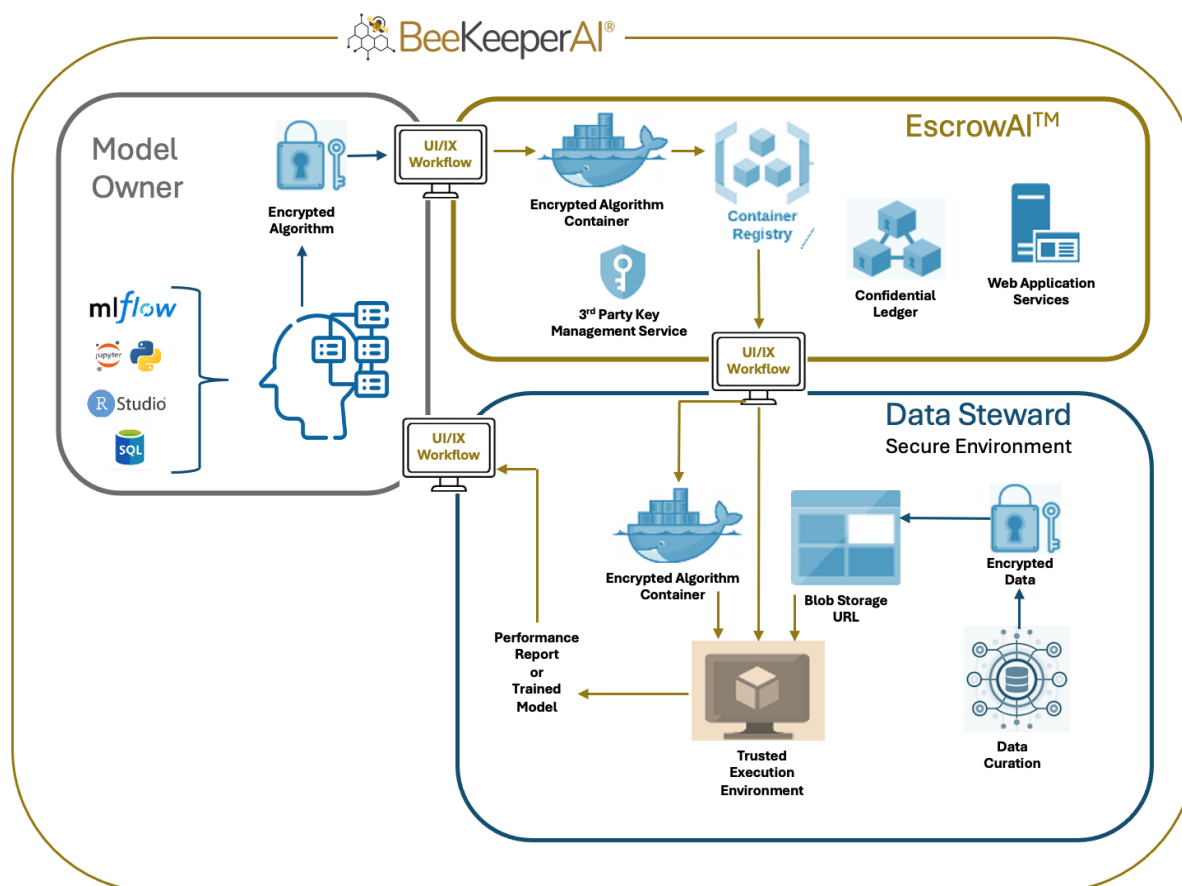 BeeKeeperAI®
Model
Owner
Encrypted
Algorithm
mlflow
jupyter
R Studio
SQL
UI/IX
Workflow
EscrowAI™
Encrypted Algorithm
Container
Container
Registry
3rd Party Key
Management Service
Confidential
Ledger
Web Application
Services
UI/IX
Workflow
UI/IX
Workflow
Data Steward
Secure Environment
Encrypted Algorithm
Container
Blob Storage
URL
Encrypted
Data
Performance
Report
or
Trained
Model
Trusted
Execution
Environment
Data
Curation